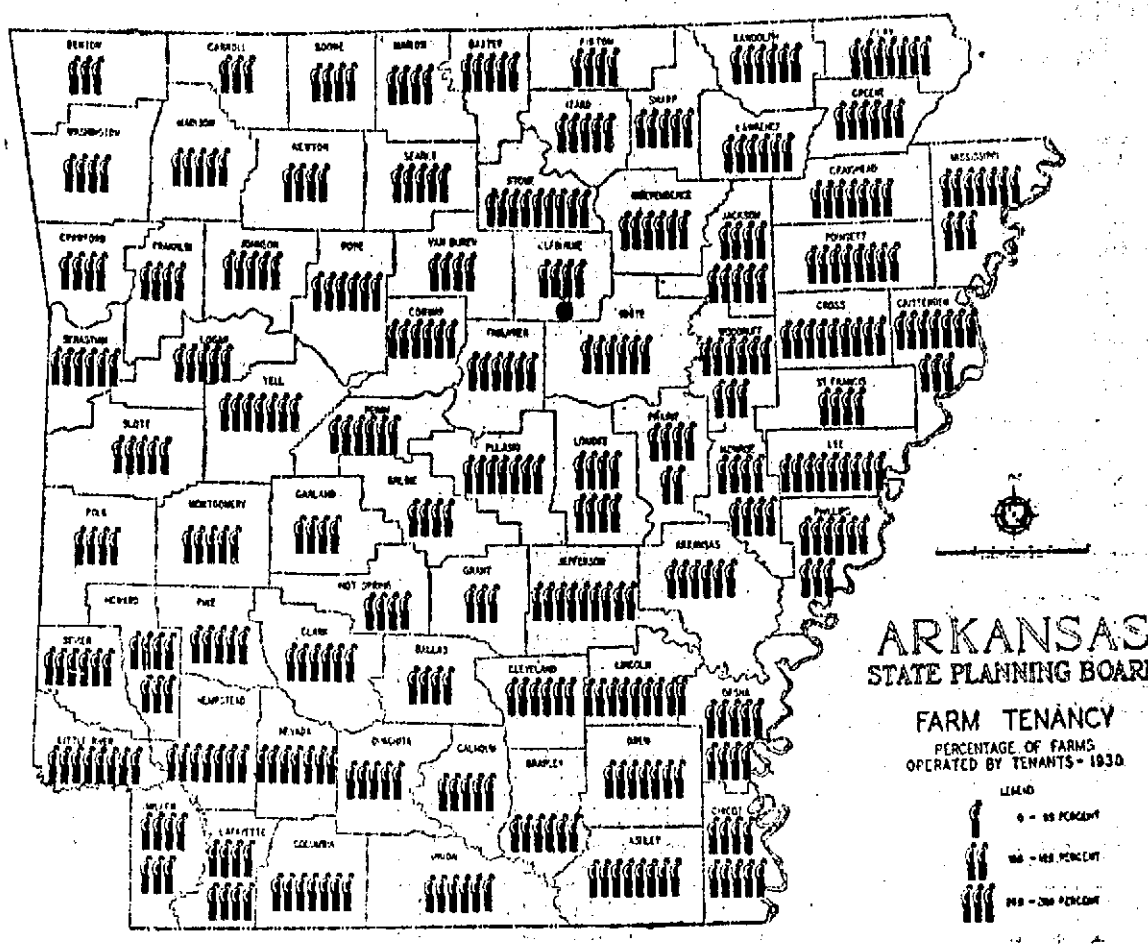 BENTON
CARROLL
BOONE
MARION
BAXTER
FULTON
RANDOLPH
CLAY
IZARD
SHARP
GREENE
LAWRENCE
WASHINGTON
MADISON
NEWTON
SEARCY
STONE
INDEPENDENCE
CRAIGHEAD
MISSISSIPPI
JACKSON
POINSETT
CRAWFORD
FRANKLIN
JOHNSON
POPE
VAN BUREN
CLEBURNE
CONWAY
FAULKNER
WHITE
WOODRUFF
CROSS
CRITTENDEN
SEBASTIAN
LOGAN
YELL
ST. FRANCIS
SCOTT
PERRY
PULASKI
LONOKE
PRAIRIE
MONROE
LEE
SALINE
GARLAND
MONTGOMERY
POLK
PHILLIPS
ARKANSAS
HOT SPRING
GRANT
JEFFERSON
HOWARD
PIKE
CLARK
SEVIER
DALLAS
CLEVELAND
LINCOLN
DESHA
HEMPSTEAD
NEVADA
OUACHITA
CALHOUN
BRADLEY
DREW
LITTLE RIVER
MILLER
LAFAYETTE
COLUMBIA
UNION
ASHLEY
CHICOT
ARKANSAS
STATE PLANNING BOARD
FARM TENANCY
PERCENTAGE OF FARMS
OPERATED BY TENANTS - 1930
LEGEND
PERCENT
PERCENT
PERCENT